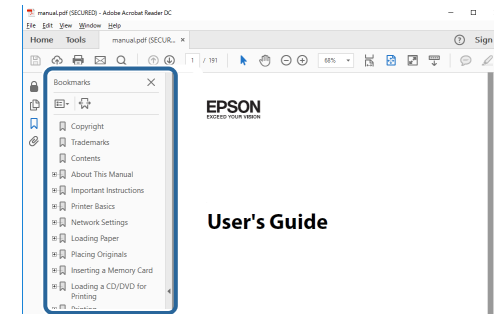 manual.pdf (SECURED) - Adobe Acrobat Reader DC
File Edit View Window Help
Home Tools manual.pdf (SECUR... ×
Sign
1 / 191
68%
Bookmarks
Copyright
Trademarks
Contents
About This Manual
Important Instructions
Printer Basics
Network Settings
Loading Paper
Placing Originals
Inserting a Memory Card
Loading a CD/DVD for
Printing
Printing
EPSON
EXCEED YOUR VISION
User's Guide